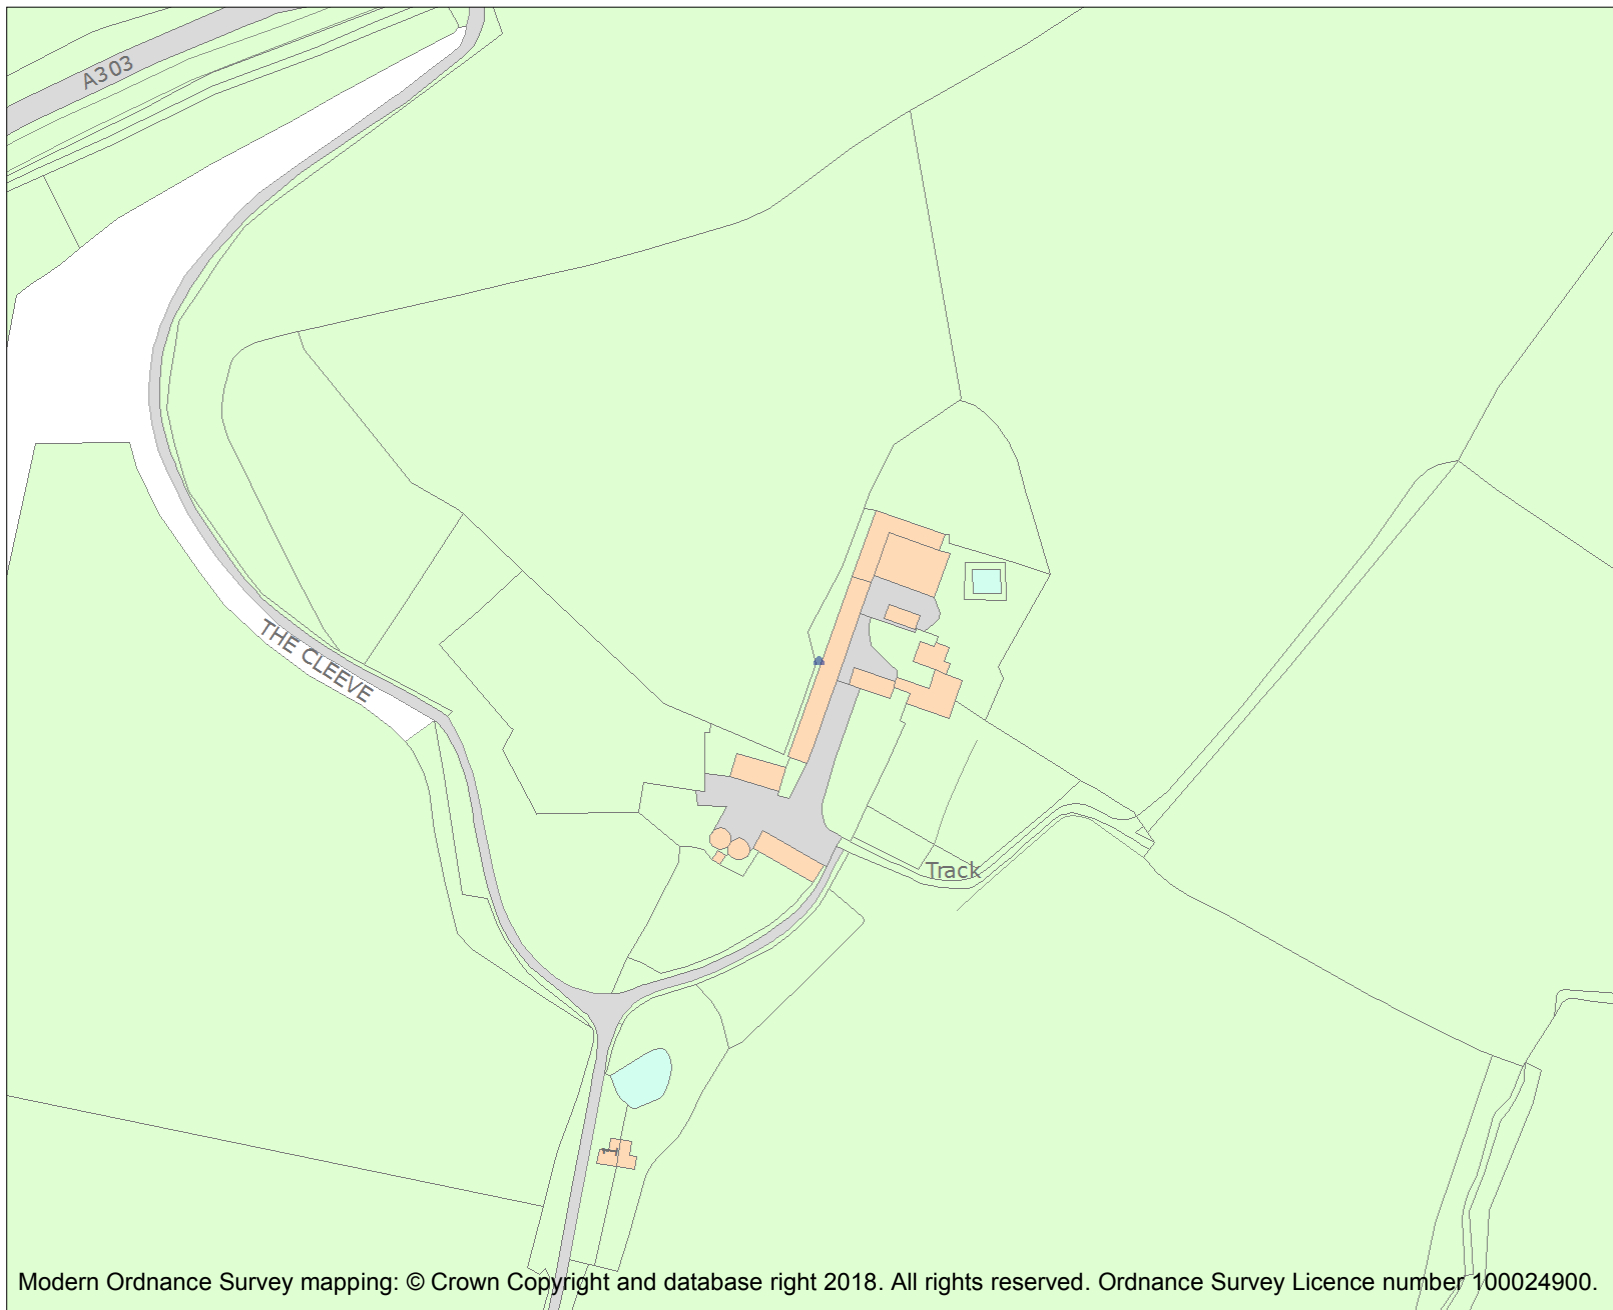 A303
THE CLEEVE
Track
1
Modern Ordnance Survey mapping: © Crown Copyright and database right 2018. All rights reserved. Ordnance Survey Licence number 100024900.